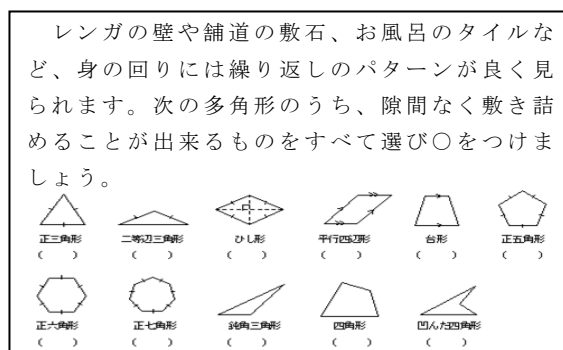 レンガの壁や舗道の敷石、お風呂のタイルな
ど、身の回りには繰り返しのパターンが良く見
られます。次の多角形のうち、隙間なく敷き詰
めることが出来るものをすべて選び○をつけま
しょう。
正三角形 二等辺三角形 ひし形 平行四辺形 台形 正五角形
( ) ( ) ( ) ( ) ( ) ( )
正六角形 正七角形 鈍角三角形 四角形 凹んだ四角形
( ) ( ) ( ) ( ) ( )